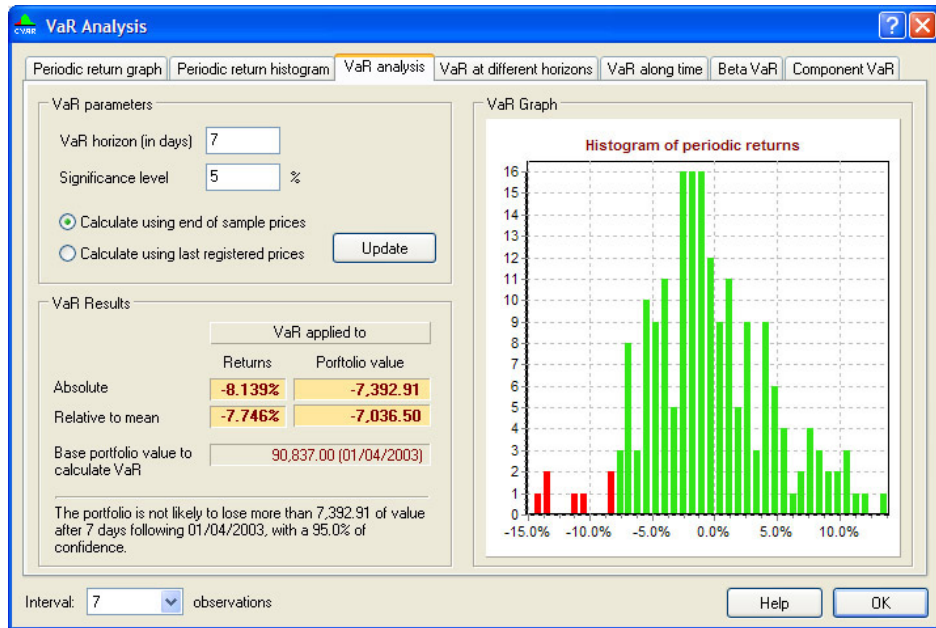 CVAR
VaR Analysis
Periodic return graph
Periodic return histogram
VaR analysis
VaR at different horizons
VaR along time
Beta VaR
Component VaR
VaR parameters
VaR horizon (in days)
7
Significance level
5
%
Calculate using end of sample prices
Calculate using last registered prices
Update
VaR Results
VaR applied to
Returns
Porftolio value
Absolute
-8.139%
-7,392.91
Relative to mean
-7.746%
-7,036.50
Base portfolio value to
calculate VaR
90,837.00 (01/04/2003)
The portfolio is not likely to lose more than 7,392.91 of value
after 7 days following 01/04/2003, with a 95.0% of
confidence.
VaR Graph
Histogram of periodic returns
16
15
14
13
12
11
10
9
8
7
6
5
4
3
2
1
0
-15.0%
-10.0%
-5.0%
0.0%
5.0%
10.0%
Interval:
7
observations
Help
OK